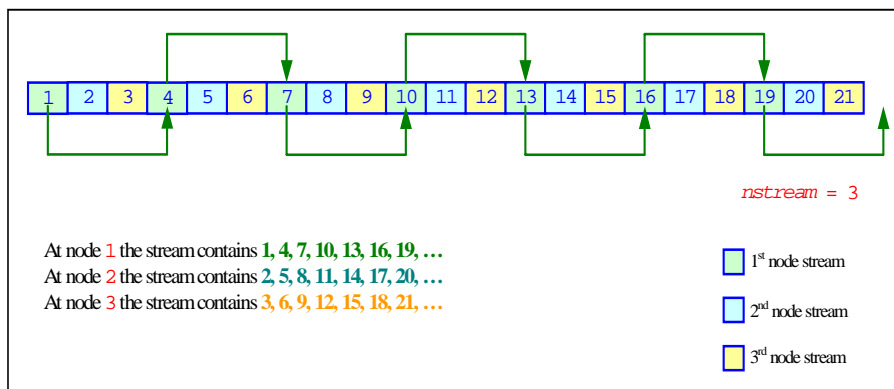 1 2 3 4 5 6 7 8 9 10 11 12 13 14 15 16 17 18 19 20 21
nstream = 3
At node 1 the stream contains 1, 4, 7, 10, 13, 16, 19, …
At node 2 the stream contains 2, 5, 8, 11, 14, 17, 20, …
At node 3 the stream contains 3, 6, 9, 12, 15, 18, 21, …
1st node stream
2nd node stream
3rd node stream